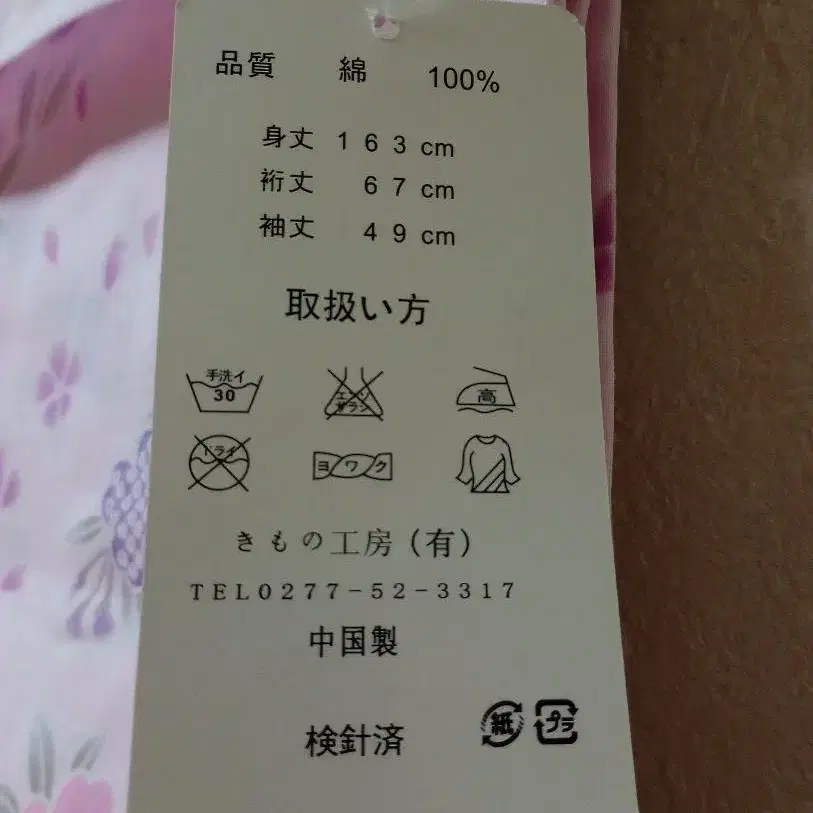 品質 綿 100%
身丈 163cm
裄丈 67cm
袖丈 49cm
取扱い方
手洗イ
30
エンソ
サラシ
高
ドライ
ヨワク
きもの工房(有)
TEL0277-52-3317
中国製
検針済
紙 プラ